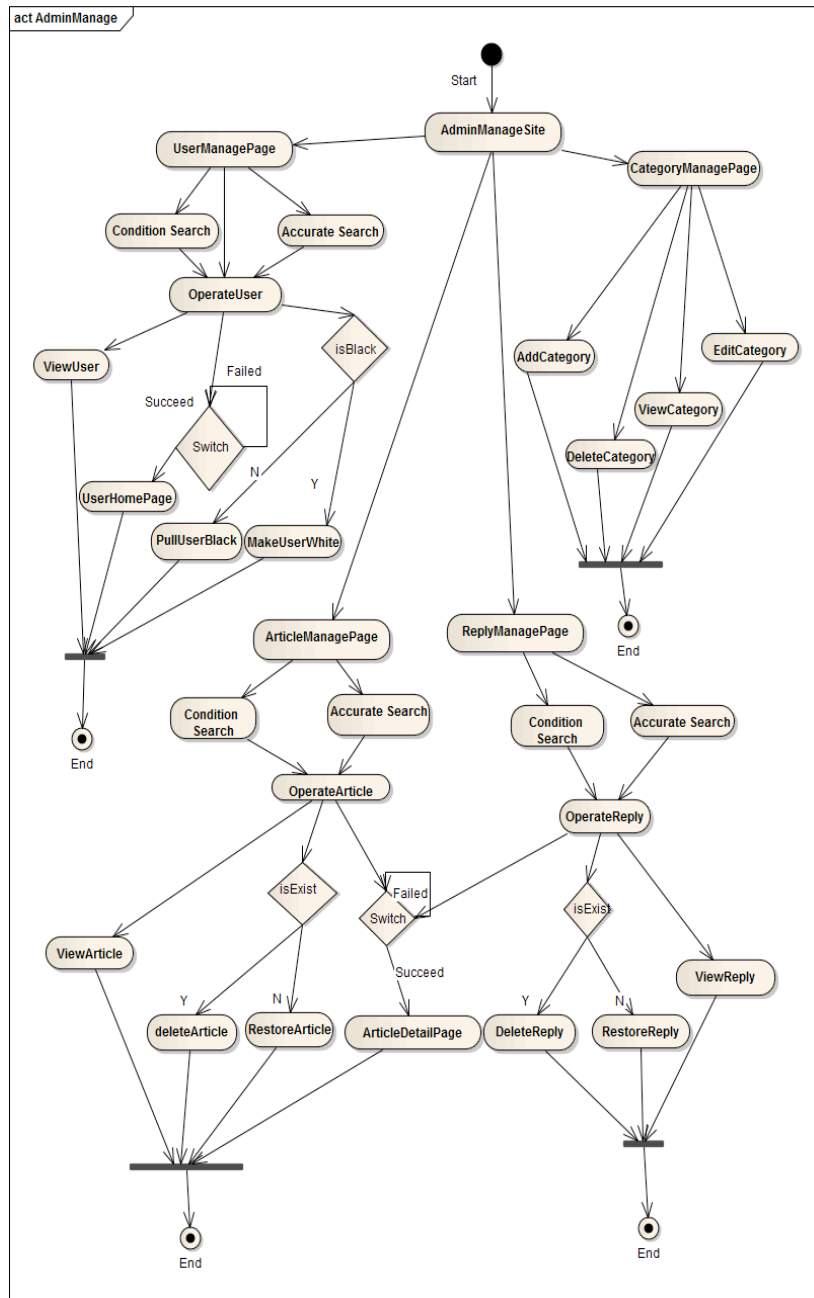 act AdminManage
Start
AdminManageSite
UserManagePage
CategoryManagePage
Condition Search
Accurate Search
OperateUser
isBlack
AddCategory
EditCategory
ViewUser
Failed
Succeed
ViewCategory
Switch
DeleteCategory
N
Y
UserHomePage
PullUserBlack
MakeUserWhite
ArticleManagePage
ReplyManagePage
End
Condition
Search
Accurate Search
Condition
Search
Accurate Search
End
OperateArticle
OperateReply
isExist
Failed
Switch
isExist
ViewArticle
Succeed
ViewReply
Y
N
Y
N
deleteArticle
RestoreArticle
ArticleDetailPage
DeleteReply
RestoreReply
End
End